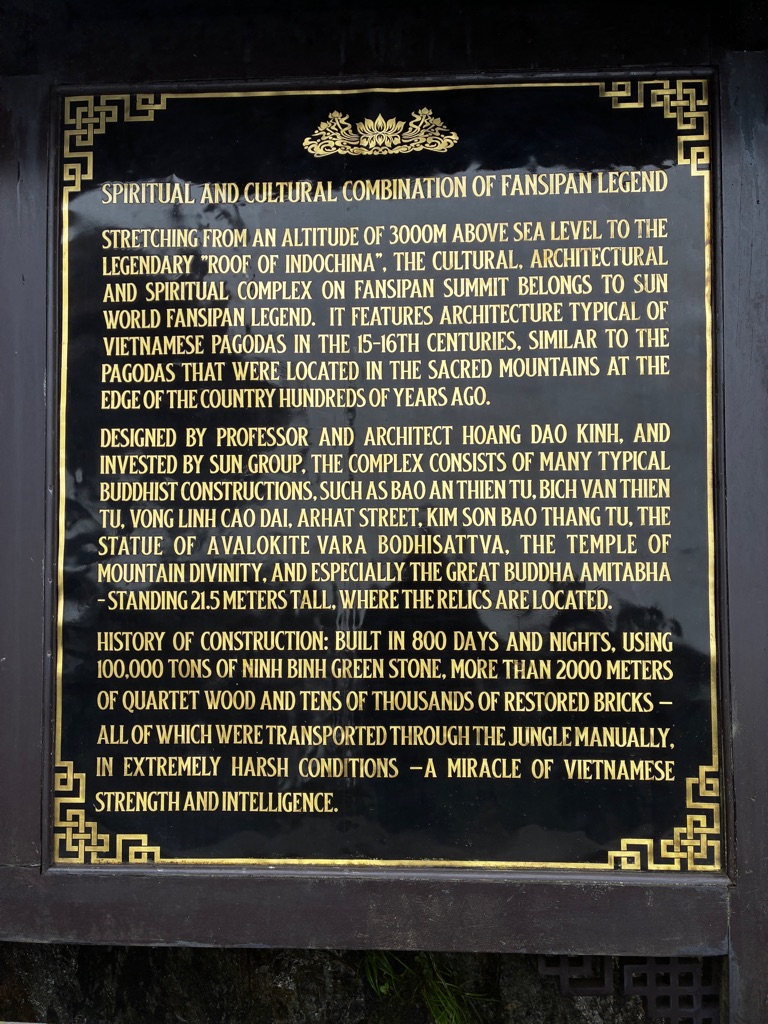 SPIRITUAL AND CULTURAL COMBINATION OF FANSIPAN LEGEND
STRETCHING FROM AN ALTITUDE OF 3000M ABOVE SEA LEVEL TO THE
LEGENDARY "ROOF OF INDOCHINA", THE CULTURAL, ARCHITECTURAL
AND SPIRITUAL COMPLEX ON FANSIPAN SUMMIT BELONGS TO SUN
WORLD FANSIPAN LEGEND. IT FEATURES ARCHITECTURE TYPICAL OF
VIETNAMESE PAGODAS IN THE 15-16TH CENTURIES, SIMILAR TO THE
PAGODAS THAT WERE LOCATED IN THE SACRED MOUNTAINS AT THE
EDGE OF THE COUNTRY HUNDREDS OF YEARS AGO.
DESIGNED BY PROFESSOR AND ARCHITECT HOANG DAO KINH, AND
INVESTED BY SUN GROUP, THE COMPLEX CONSISTS OF MANY TYPICAL
BUDDHIST CONSTRUCTIONS, SUCH AS BAO AN THIEN TU, BICH VAN THIEN
TU, VONG LINH CAO DAI, ARHAT STREET, KIM SON BAO THANG TU, THE
STATUE OF AVALOKITE VARA BODHISATTVA, THE TEMPLE OF
MOUNTAIN DIVINITY, AND ESPECIALLY THE GREAT BUDDHA AMITABHA
- STANDING 21.5 METERS TALL, WHERE THE RELICS ARE LOCATED.
HISTORY OF CONSTRUCTION: BUILT IN 800 DAYS AND NIGHTS, USING
100,000 TONS OF NINH BINH GREEN STONE, MORE THAN 2000 METERS
OF QUARTET WOOD AND TENS OF THOUSANDS OF RESTORED BRICKS –
ALL OF WHICH WERE TRANSPORTED THROUGH THE JUNGLE MANUALLY,
IN EXTREMELY HARSH CONDITIONS – A MIRACLE OF VIETNAMESE
STRENGTH AND INTELLIGENCE.